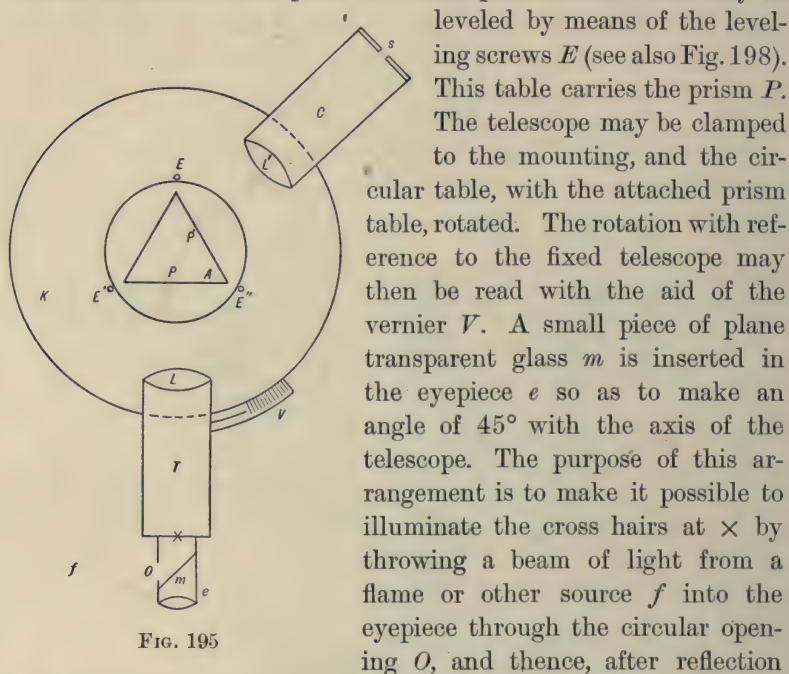 leveled by means of the level-
ing screws E (see also Fig. 198).
This table carries the prism P.
The telescope may be clamped
to the mounting, and the cir-
cular table, with the attached prism
table, rotated. The rotation with ref-
erence to the fixed telescope may
then be read with the aid of the
vernier V. A small piece of plane
transparent glass m is inserted in
the eyepiece e so as to make an
angle of 45° with the axis of the
telescope. The purpose of this ar-
rangement is to make it possible to
illuminate the cross hairs at × by
throwing a beam of light from a
flame or other source f into the
eyepiece through the circular open-
ing O, and thence, after reflection
s
C
L'
E
p
P A
K
E' E"
L
V
T
×
f
O
m
e
Fig. 195